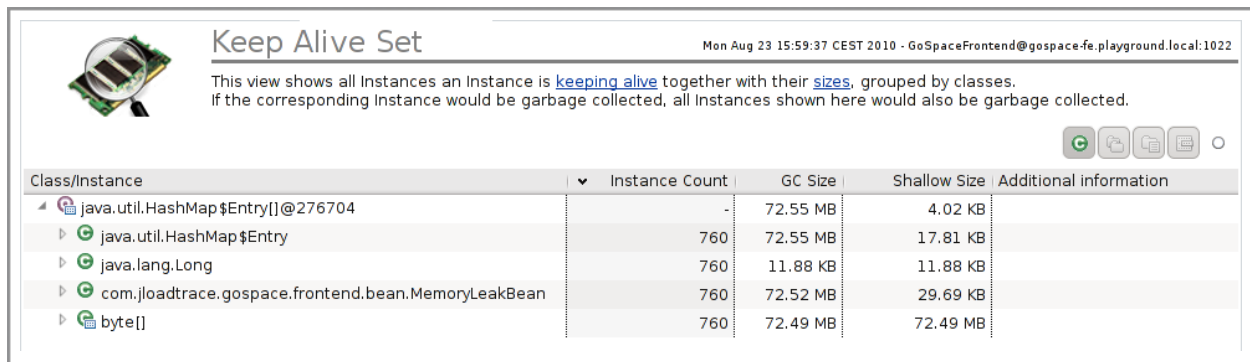 Keep Alive Set
Mon Aug 23 15:59:37 CEST 2010 - GoSpaceFrontend@gospace-fe.playground.local:1022
This view shows all Instances an Instance is keeping alive together with their sizes, grouped by classes.
If the corresponding Instance would be garbage collected, all Instances shown here would also be garbage collected.
Class/Instance Instance Count GC Size Shallow Size Additional information
java.util.HashMap$Entry[]@276704 - 72.55 MB 4.02 KB
java.util.HashMap$Entry 760 72.55 MB 17.81 KB
java.lang.Long 760 11.88 KB 11.88 KB
com.jloadtrace.gospace.frontend.bean.MemoryLeakBean 760 72.52 MB 29.69 KB
byte[] 760 72.49 MB 72.49 MB